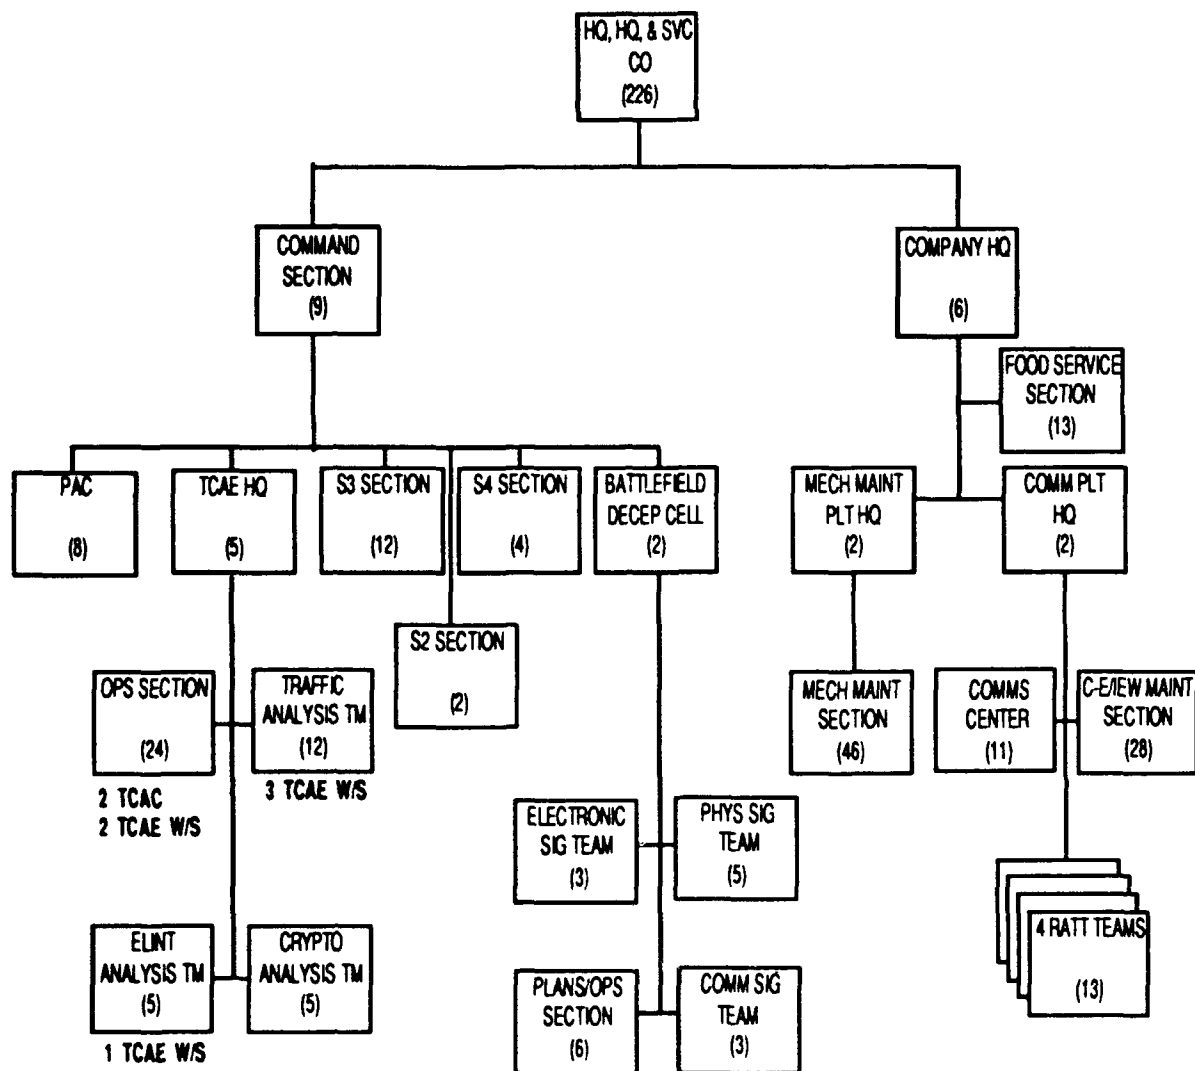 HQ, HQ, & SVC
CO
(226)
COMMAND
SECTION
(9)
COMPANY HQ
(6)
FOOD SERVICE
SECTION
(13)
PAC
(8)
TCAE HQ
(5)
S3 SECTION
(12)
S4 SECTION
(4)
BATTLEFIELD
DECEP CELL
(2)
MECH MAINT
PLT HQ
(2)
COMM PLT
HQ
(2)
S2 SECTION
(2)
OPS SECTION
(24)
2 TCAC
2 TCAE W/S
TRAFFIC
ANALYSIS TM
(12)
3 TCAE W/S
MECH MAINT
SECTION
(46)
COMMS
CENTER
(11)
C-E/IEW MAINT
SECTION
(28)
ELECTRONIC
SIG TEAM
(3)
PHYS SIG
TEAM
(5)
4 RATT TEAMS
(13)
ELINT
ANALYSIS TM
(5)
1 TCAE W/S
CRYPTO
ANALYSIS TM
(5)
PLANS/OPS
SECTION
(6)
COMM SIG
TEAM
(3)